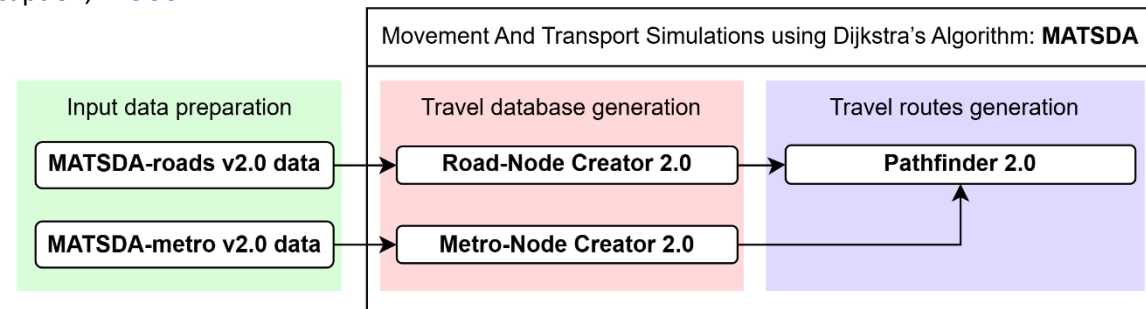 Movement And Transport Simulations using Dijkstra's Algorithm: MATSDA
Input data preparation
Travel database generation
Travel routes generation
MATSDA-roads v2.0 data
Road-Node Creator 2.0
Pathfinder 2.0
MATSDA-metro v2.0 data
Metro-Node Creator 2.0